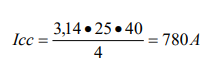 Icc = 3,14 • 25 • 40 / 4 = 780 A